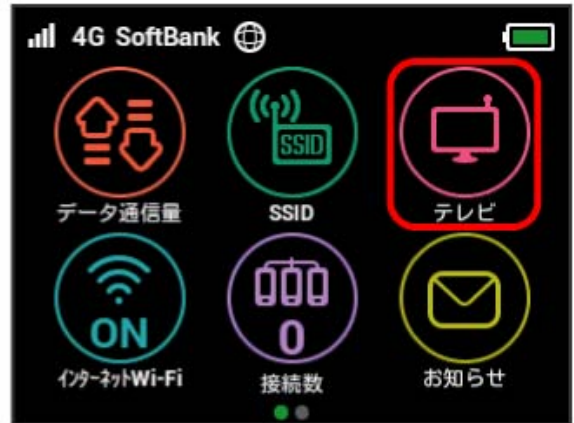 4G SoftBank
SSID
データ通信量
SSID
テレビ
ON
0
インターネットWi-Fi
接続数
お知らせ